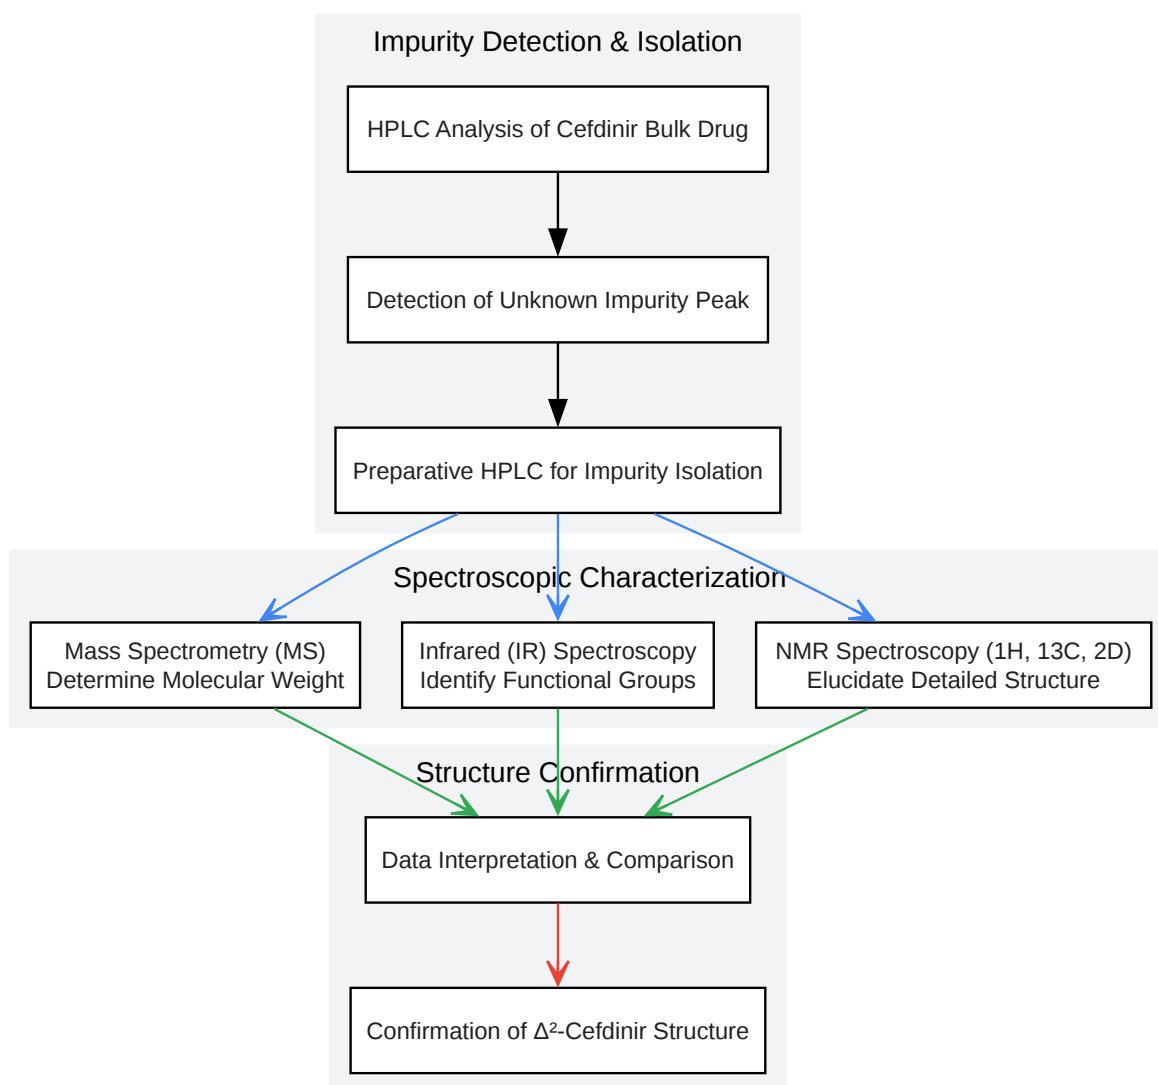 Impurity Detection & Isolation
HPLC Analysis of Cefdinir Bulk Drug
Detection of Unknown Impurity Peak
Preparative HPLC for Impurity Isolation
Spectroscopic Characterization
Mass Spectrometry (MS)
Determine Molecular Weight
Infrared (IR) Spectroscopy
Identify Functional Groups
NMR Spectroscopy (1H, 13C, 2D)
Elucidate Detailed Structure
Structure Confirmation
Data Interpretation & Comparison
Confirmation of Δ²-Cefdinir Structure